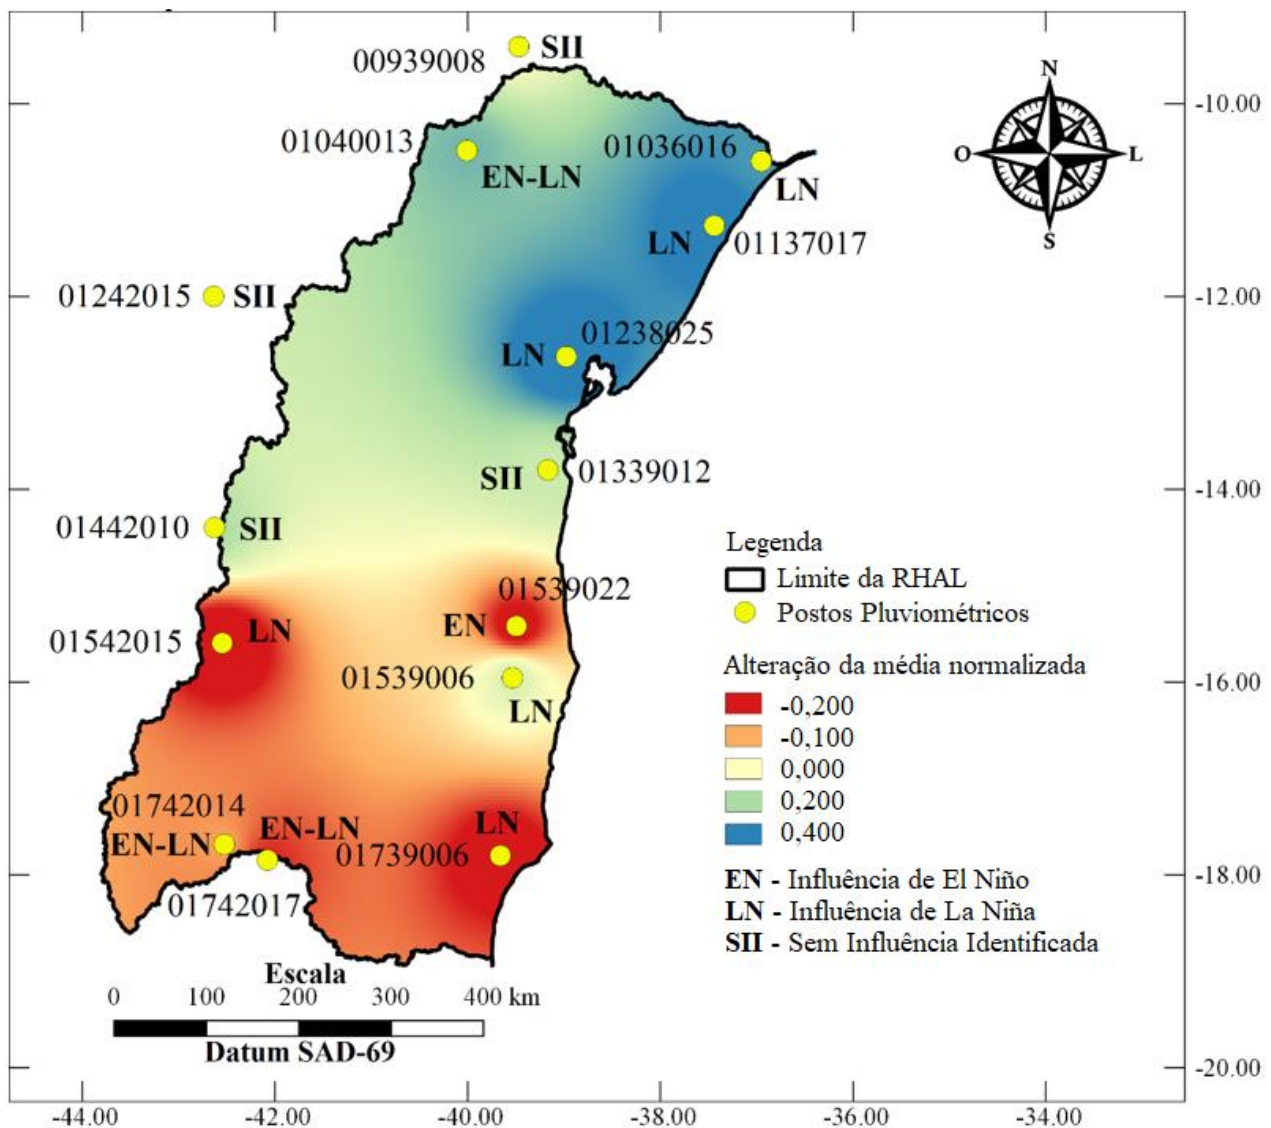 00939008 SII
01040013 EN-LN
01036016 LN
LN 01137017
01242015 SII
01238025
LN
SII 01339012
01442010 SII
01539022
EN
01542015 LN
01539006
LN
01742014
EN-LN
EN-LN
01742017
LN
01739006
N
O L
S
Legenda
Limite da RHAL
Postos Pluviométricos
Alteração da média normalizada
-0,200
-0,100
0,000
0,200
0,400
EN - Influência de El Niño
LN - Influência de La Niña
SII - Sem Influência Identificada
Escala
0 100 200 300 400 km
Datum SAD-69
-10.00
-12.00
-14.00
-16.00
-18.00
-20.00
-44.00 -42.00 -40.00 -38.00 -36.00 -34.00